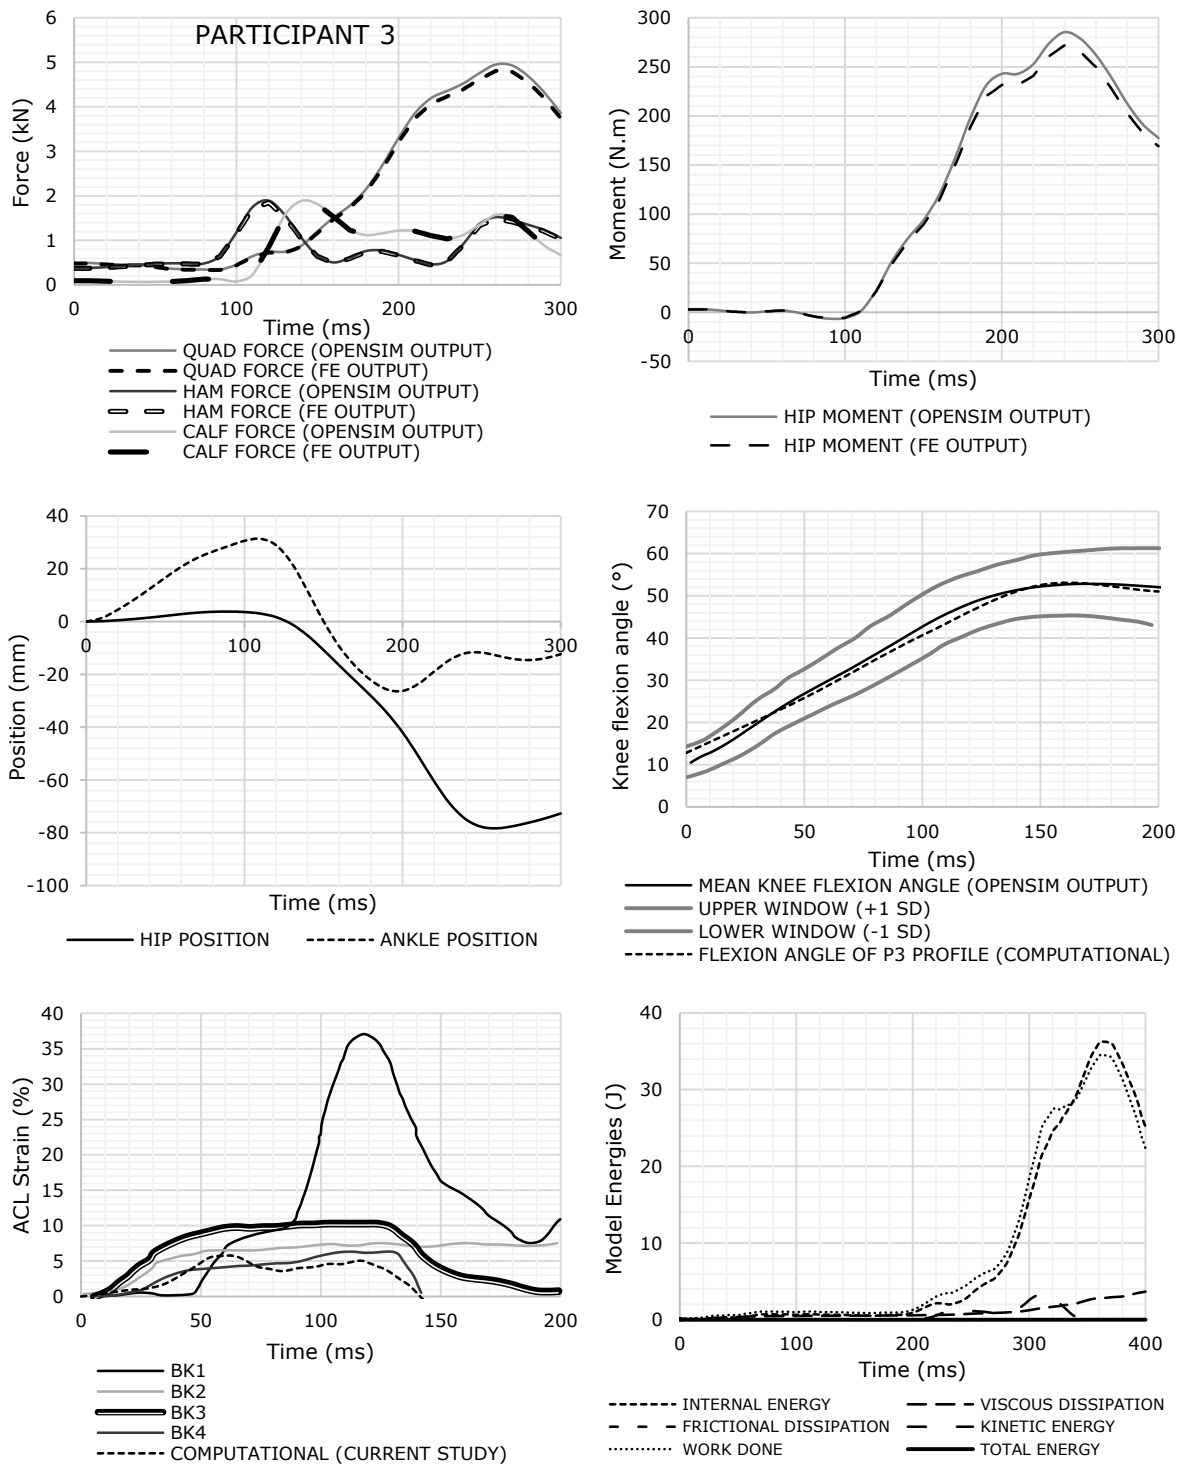 PARTICIPANT 3
6
5
4
3
2
1
0
Force (kN)
0 100 200 300
Time (ms)
QUAD FORCE (OPENSIM OUTPUT)
QUAD FORCE (FE OUTPUT)
HAM FORCE (OPENSIM OUTPUT)
HAM FORCE (FE OUTPUT)
CALF FORCE (OPENSIM OUTPUT)
CALF FORCE (FE OUTPUT)
300
250
200
150
100
50
0
-50
Moment (N.m)
0 100 200 300
Time (ms)
HIP MOMENT (OPENSIM OUTPUT)
HIP MOMENT (FE OUTPUT)
40
20
0
-20
-40
-60
-80
-100
Position (mm)
0 100 200 300
Time (ms)
HIP POSITION ANKLE POSITION
70
60
50
40
30
20
10
0
Knee flexion angle (°)
0 50 100 150 200
Time (ms)
MEAN KNEE FLEXION ANGLE (OPENSIM OUTPUT)
UPPER WINDOW (+1 SD)
LOWER WINDOW (-1 SD)
FLEXION ANGLE OF P3 PROFILE (COMPUTATIONAL)
40
35
30
25
20
15
10
5
0
ACL Strain (%)
0 50 100 150 200
Time (ms)
BK1
BK2
BK3
BK4
COMPUTATIONAL (CURRENT STUDY)
40
30
20
10
0
Model Energies (J)
0 100 200 300 400
Time (ms)
INTERNAL ENERGY VISCOUS DISSIPATION
FRICTIONAL DISSIPATION KINETIC ENERGY
WORK DONE TOTAL ENERGY